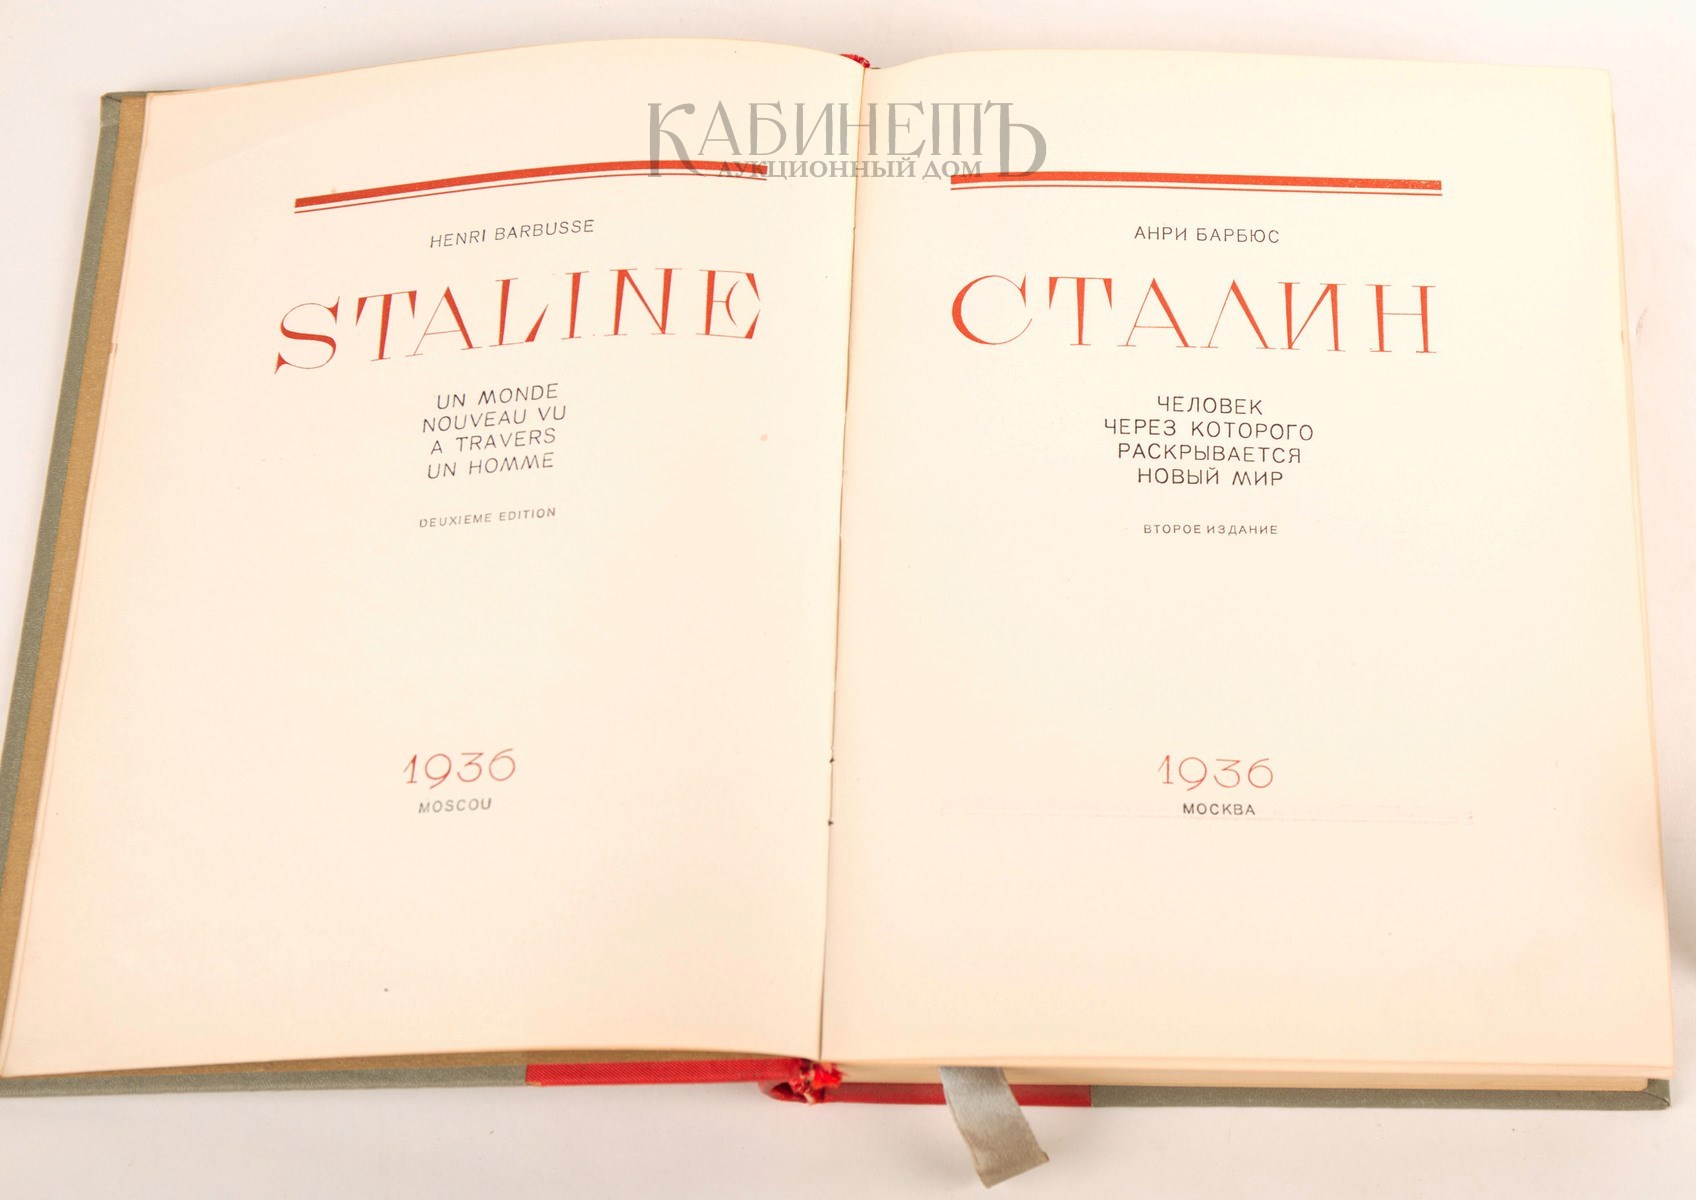 КАБИНЕТЪ
АУКЦИОННЫЙ ДОМ
HENRI BARBUSSE
STALINE
UN MONDE
NOUVEAU VU
A TRAVERS
UN HOMME
DEUXIEME EDITION
1936
MOSCOU
АНРИ БАРБЮС
СТАЛИН
ЧЕЛОВЕК
ЧЕРЕЗ КОТОРОГО
РАСКРЫВАЕТСЯ
НОВЫЙ МИР
ВТОРОЕ ИЗДАНИЕ
1936
МОСКВА